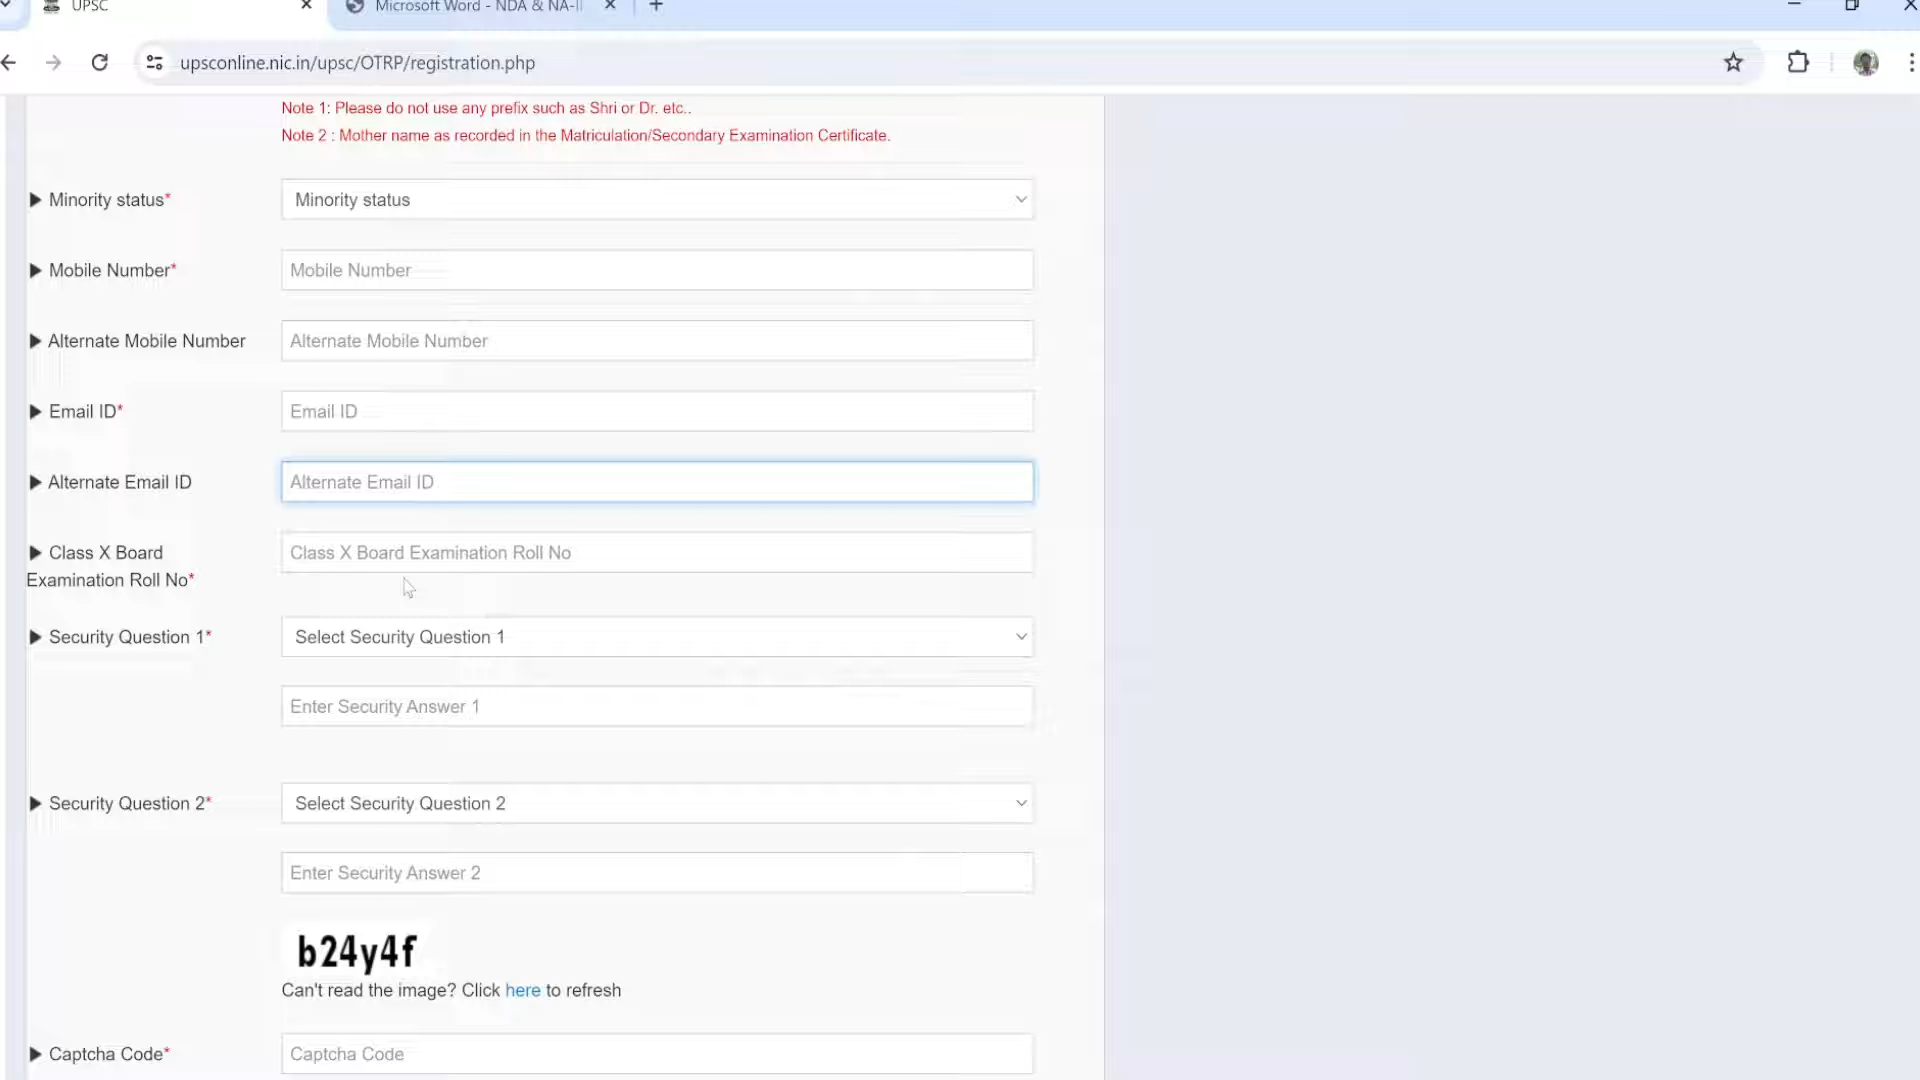 UPSC
Microsoft Word - NDA & NA-II
upsconline.nic.in/upsc/OTRP/registration.php
Note 1: Please do not use any prefix such as Shri or Dr. etc..
Note 2 : Mother name as recorded in the Matriculation/Secondary Examination Certificate.
Minority status*
Minority status
Mobile Number*
Mobile Number
Alternate Mobile Number
Alternate Mobile Number
Email ID*
Email ID
Alternate Email ID
Alternate Email ID
Class X Board
Examination Roll No*
Class X Board Examination Roll No
Security Question 1*
Select Security Question 1
Enter Security Answer 1
Security Question 2*
Select Security Question 2
Enter Security Answer 2
b24y4f
Can't read the image? Click here to refresh
Captcha Code*
Captcha Code